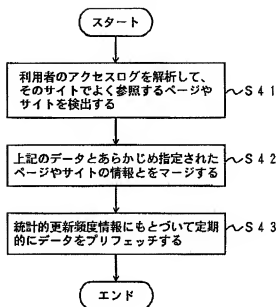 スタート
利用者のアクセスログを解析して、
そのサイトでよく参照するページや
サイトを検出する
S41
上記のデータとあらかじめ指定された
ページやサイトの情報とをマージする
S42
統計的更新頻度情報にもとづいて定期
的にデータをプリフェッチする
S43
エンド